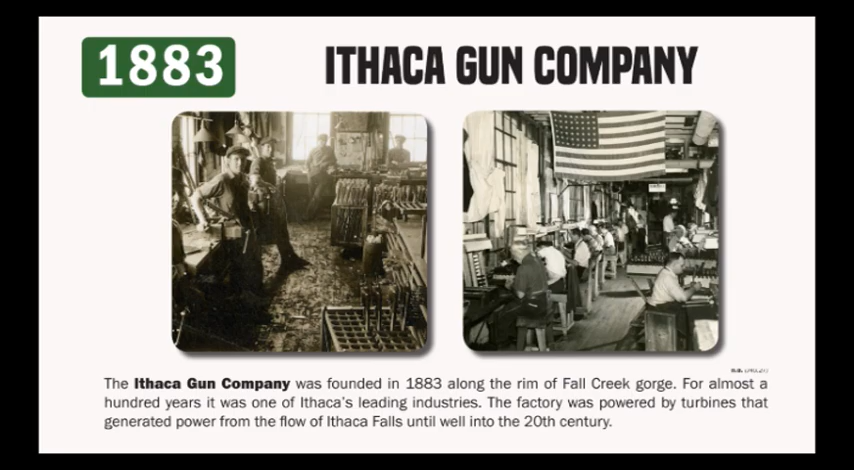 1883
ITHACA GUN COMPANY
The Ithaca Gun Company was founded in 1883 along the rim of Fall Creek gorge. For almost a
hundred years it was one of Ithaca's leading industries. The factory was powered by turbines that
generated power from the flow of Ithaca Falls until well into the 20th century.